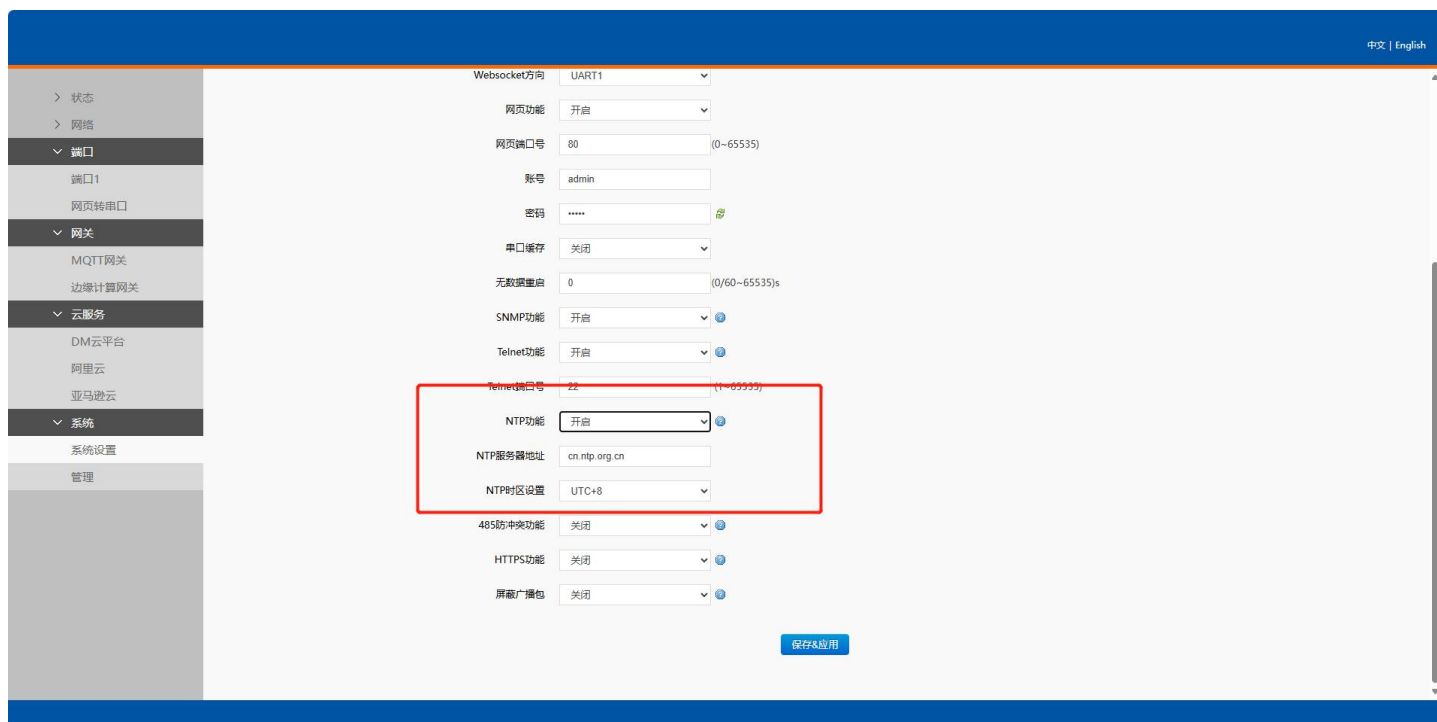 中文 | English
Websocket方向 UART1
> 状态
网页功能 开启
> 网络
端口
网页端口号 80 (0~65535)
端口1
账号 admin
网页转串口
密码 •••••
网关
串口缓存 关闭
MQTT网关
无数据重启 0 (0/60~65535)s
边缘计算网关
云服务
SNMP功能 开启
DM云平台
Telnet功能 开启
阿里云
Telnet端口号 22 (1~65535)
亚马逊云
系统
NTP功能 开启
系统设置
NTP服务器地址 cn.ntp.org.cn
管理
NTP时区设置 UTC+8
485防冲突功能 关闭
HTTPS功能 关闭
屏蔽广播包 关闭
保存&应用